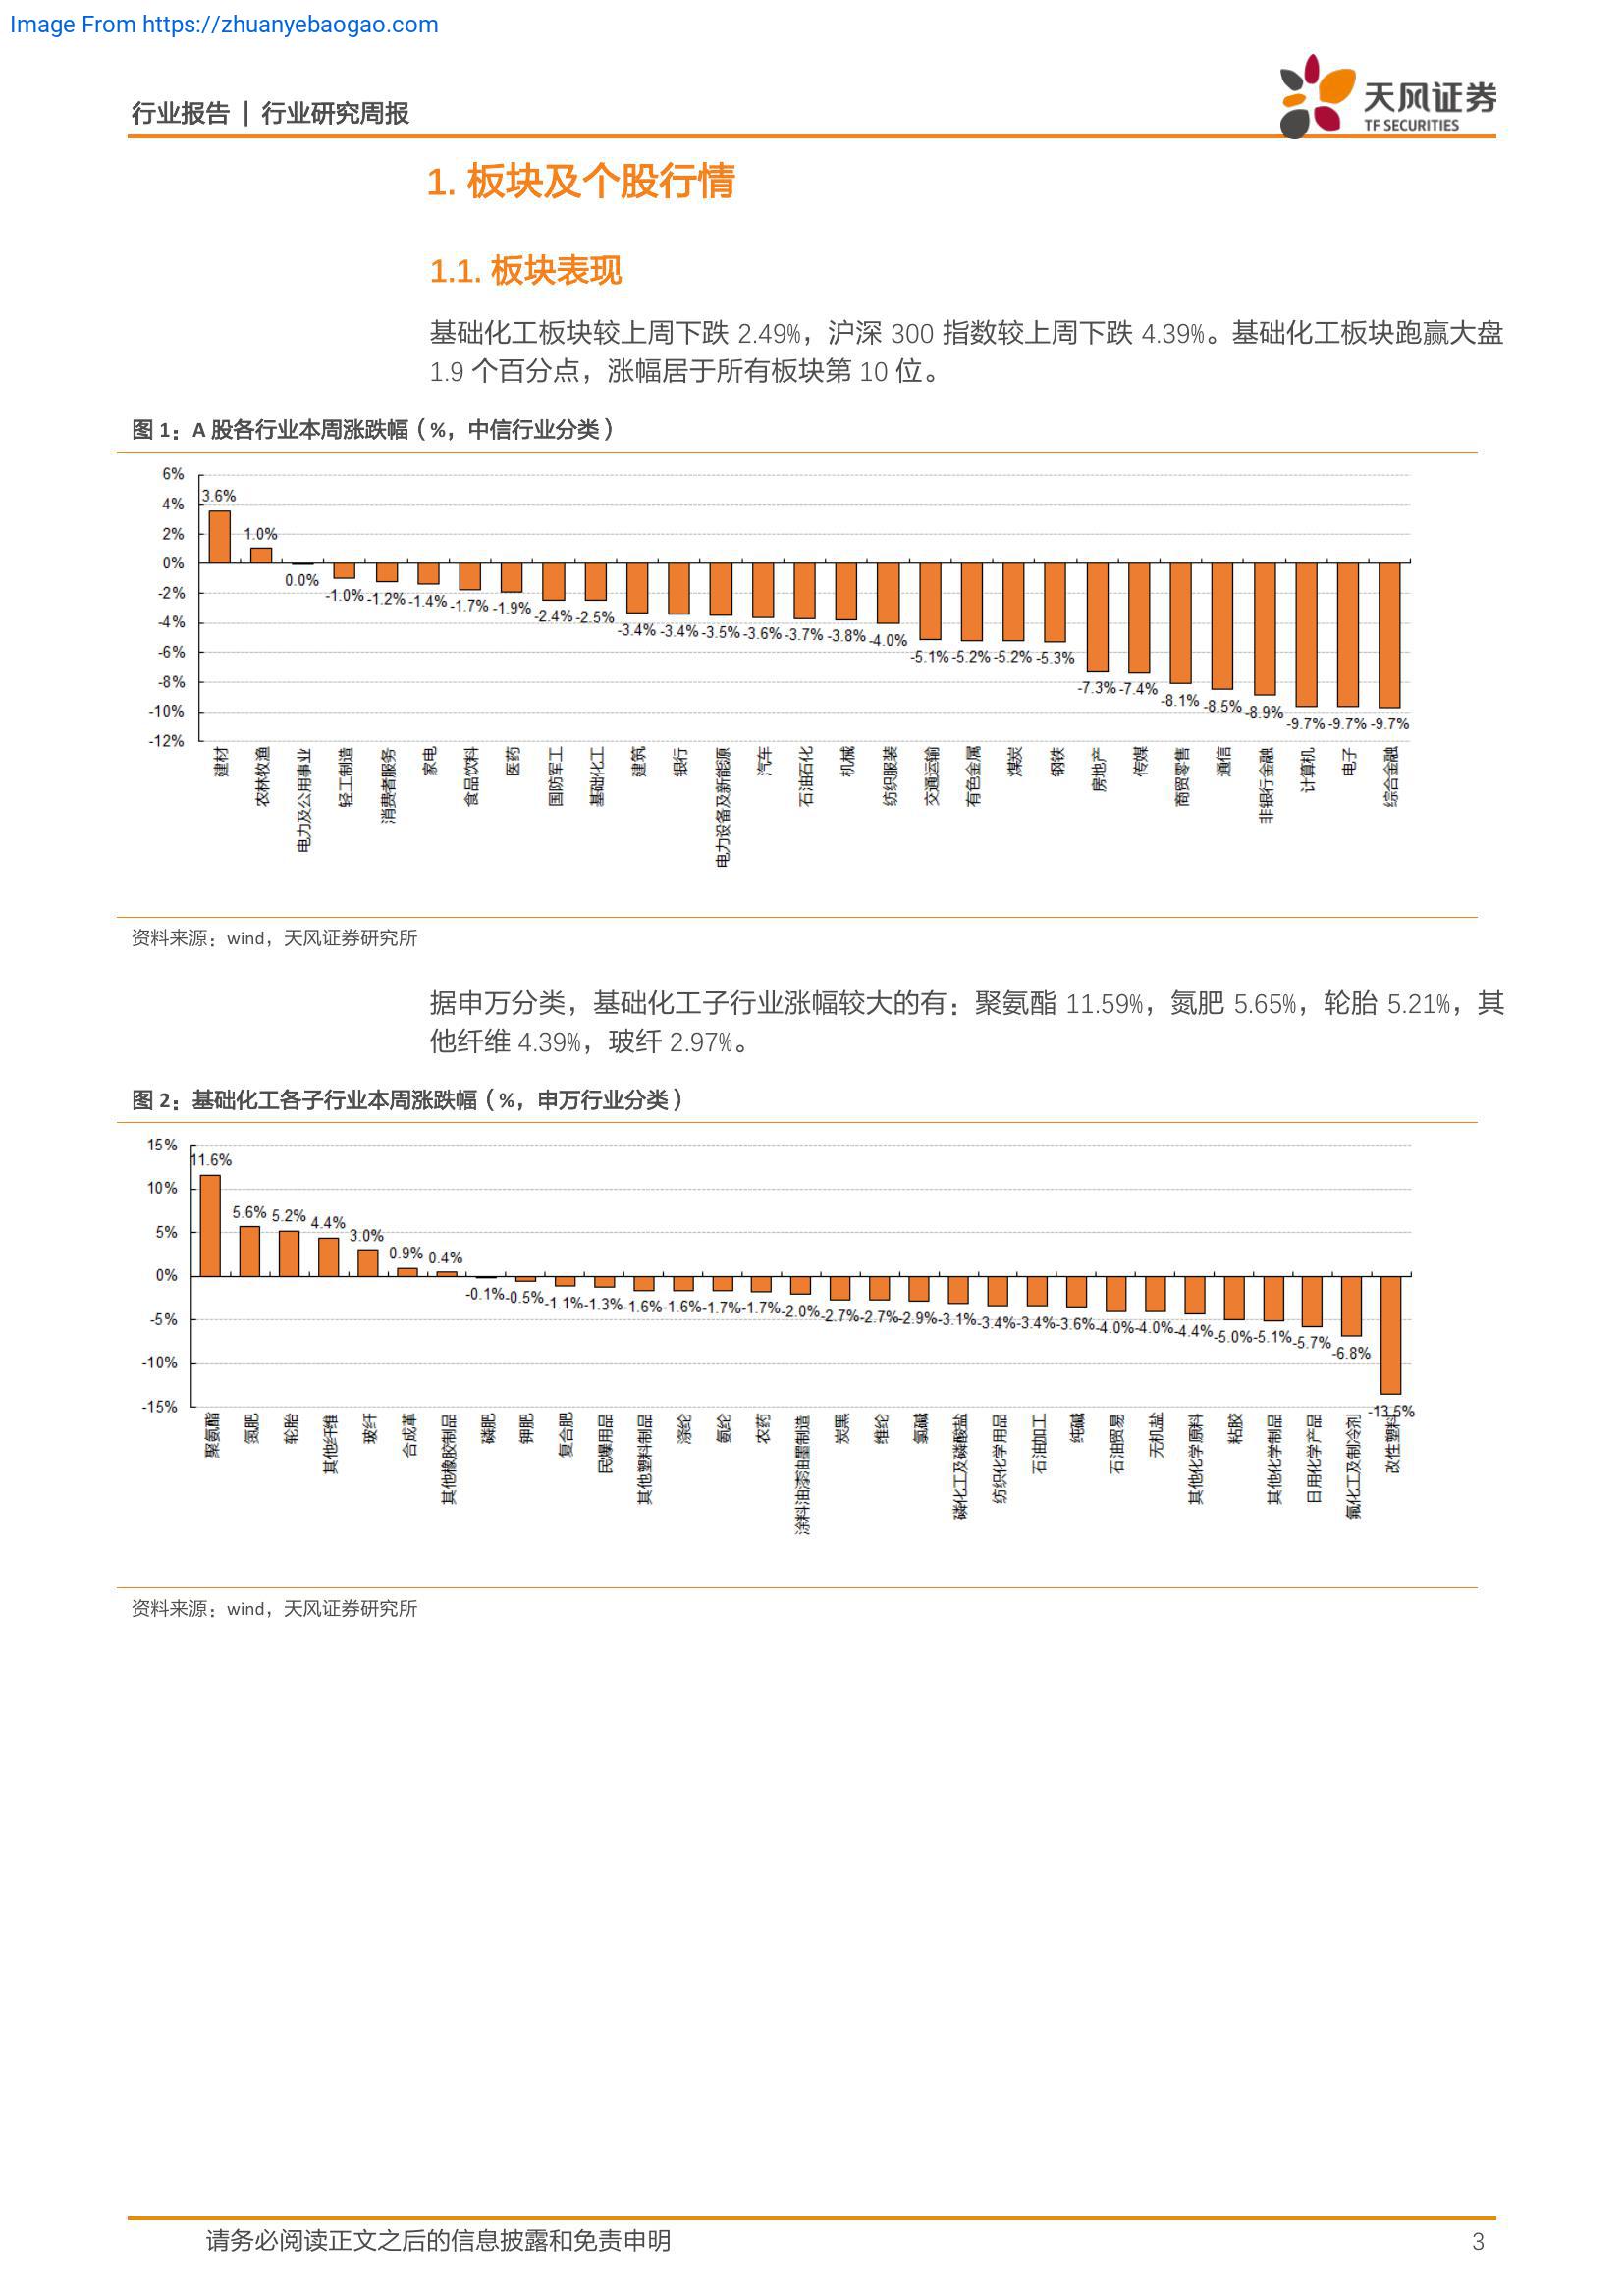 Image From https://zhuanyebaogao.com
行业报告 | 行业研究周报
天风证券
TF SECURITIES
1. 板块及个股行情
1.1. 板块表现
基础化工板块较上周下跌 2.49%，沪深 300 指数较上周下跌 4.39%。基础化工板块跑赢大盘
1.9 个百分点，涨幅居于所有板块第 10 位。
图 1：A 股各行业本周涨跌幅（%，中信行业分类）
6%
4%
2%
0%
-2%
-4%
-6%
-8%
-10%
-12%
3.6% 1.0% 0.0% -1.0% -1.2% -1.4% -1.7% -1.9% -2.4% -2.5% -3.4% -3.4% -3.5% -3.6% -3.7% -3.8% -4.0% -5.1% -5.2% -5.2% -5.3% -7.3% -7.4% -8.1% -8.5% -8.9% -9.7% -9.7% -9.7%
建材
农林牧渔
电力及公用事业
轻工制造
消费者服务
家电
食品饮料
医药
国防军工
基础化工
建筑
银行
电力设备及新能源
汽车
石油石化
机械
纺织服装
交通运输
有色金属
煤炭
钢铁
房地产
传媒
商贸零售
通信
非银行金融
计算机
电子
综合金融
资料来源：wind，天风证券研究所
据申万分类，基础化工子行业涨幅较大的有：聚氨酯 11.59%，氮肥 5.65%，轮胎 5.21%，其
他纤维 4.39%，玻纤 2.97%。
图 2：基础化工各子行业本周涨跌幅（%，申万行业分类）
15%
10%
5%
0%
-5%
-10%
-15%
11.6% 5.6% 5.2% 4.4% 3.0% 0.9% 0.4% -0.1% -0.5% -1.1% -1.3% -1.6% -1.6% -1.7% -1.7% -2.0% -2.7% -2.7% -2.9% -3.1% -3.4% -3.4% -3.6% -4.0% -4.0% -4.4% -5.0% -5.1% -5.7% -6.8% -13.5%
聚氨酯
氮肥
轮胎
其他纤维
玻纤
合成革
其他橡胶制品
磷肥
钾肥
复合肥
民爆用品
其他塑料制品
涤纶
氨纶
农药
涂料油漆油墨制造
炭黑
维纶
氯碱
磷化工及磷酸盐
纺织化学用品
石油加工
纯碱
石油贸易
无机盐
其他化学原料
粘胶
其他化学制品
日用化学产品
氟化工及制冷剂
改性塑料
资料来源：wind，天风证券研究所
请务必阅读正文之后的信息披露和免责申明
3